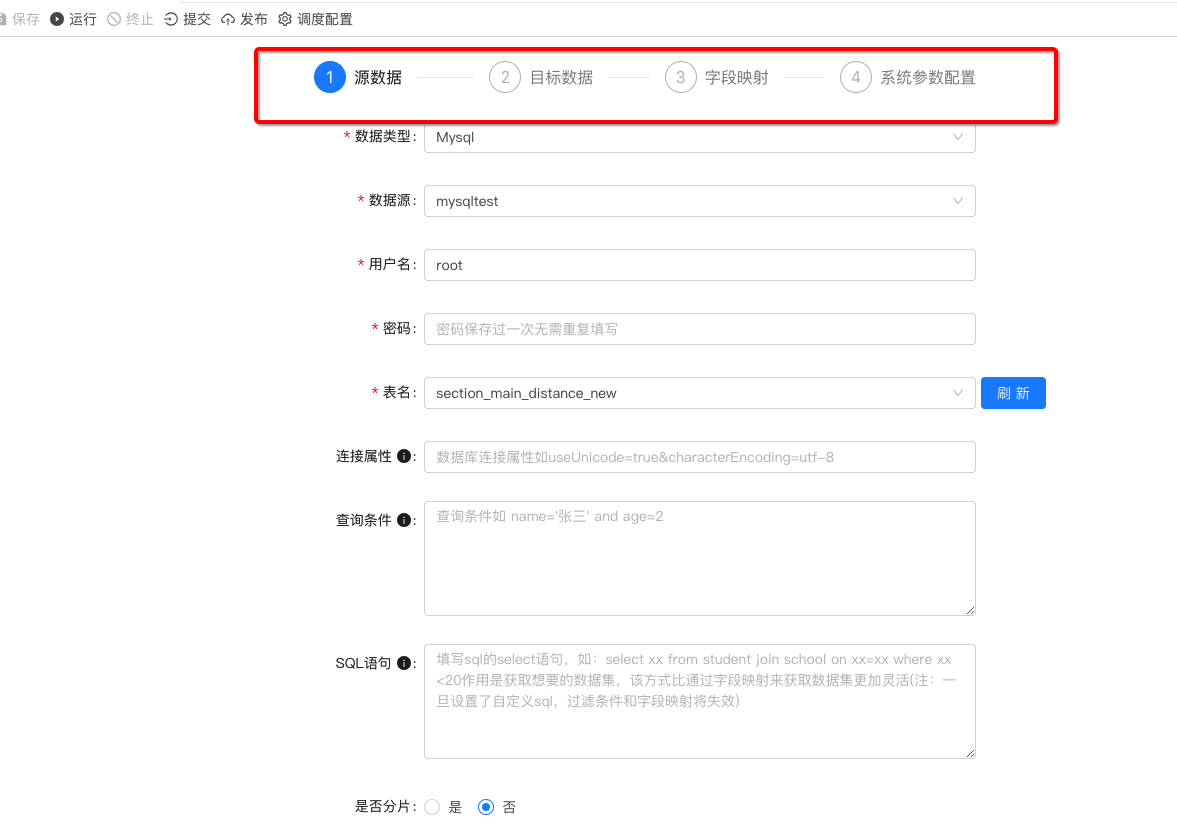 保存 运行 终止 提交 发布 调度配置
1 源数据 2 目标数据 3 字段映射 4 系统参数配置
* 数据类型: Mysql
* 数据源: mysqltest
* 用户名: root
* 密码: 密码保存过一次无需重复填写
* 表名: section_main_distance_new 刷 新
连接属性 i : 数据库连接属性如useUnicode=true&characterEncoding=utf-8
查询条件 i : 查询条件如 name='张三' and age=2
SQL语句 i : 填写sql的select语句，如：select xx from student join school on xx=xx where xx
<20作用是获取想要的数据集，该方式比通过字段映射来获取数据集更加灵活(注：一
旦设置了自定义sql，过滤条件和字段映射将失效)
是否分片: 是 否